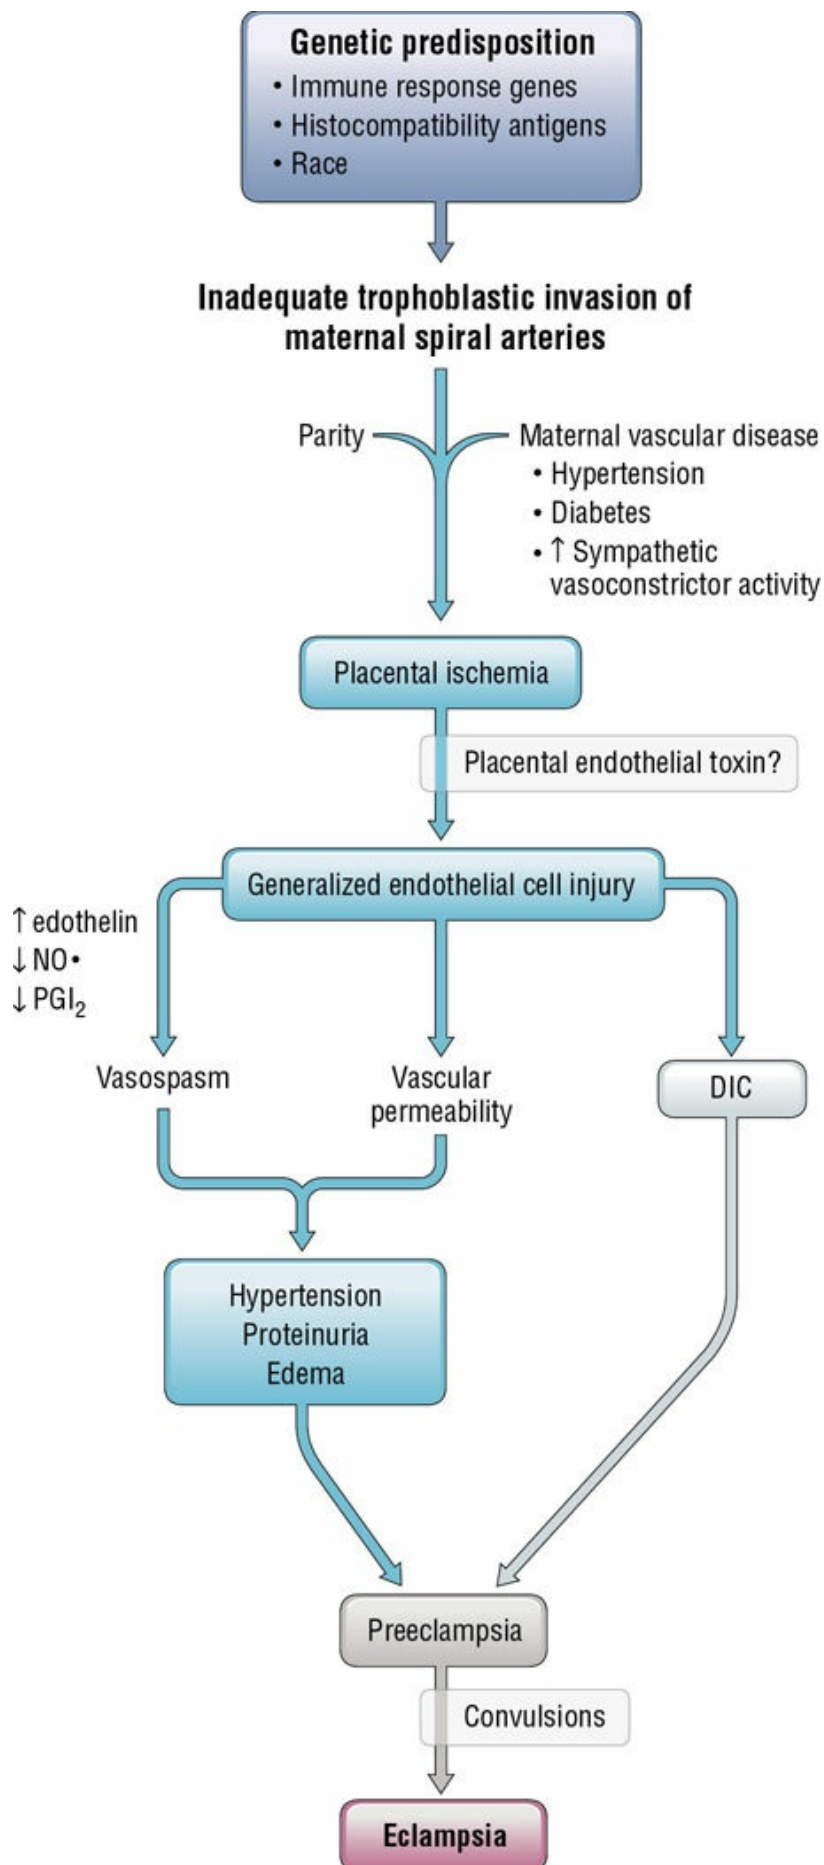 Genetic predisposition
• Immune response genes
• Histocompatibility antigens
• Race
Inadequate trophoblastic invasion of
maternal spiral arteries
Parity
Maternal vascular disease
• Hypertension
• Diabetes
• ↑ Sympathetic
vasoconstrictor activity
Placental ischemia
Placental endothelial toxin?
Generalized endothelial cell injury
↑ edothelin
↓ NO•
↓ PGI₂
Vasospasm
Vascular
permeability
DIC
Hypertension
Proteinuria
Edema
Preeclampsia
Convulsions
Eclampsia